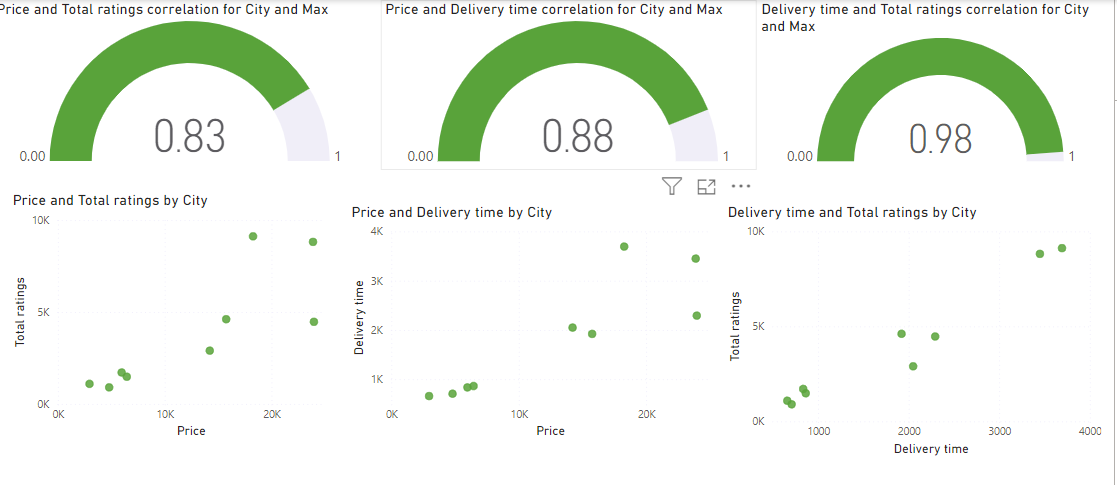 Price and Total ratings correlation for City and Max
0.00
0.83
1
Price and Delivery time correlation for City and Max
0.00
0.88
1
Delivery time and Total ratings correlation for City
and Max
0.00
0.98
1
Price and Total ratings by City
10K
5K
0K
Total ratings
0K
10K
20K
Price
Price and Delivery time by City
4K
3K
2K
1K
Delivery time
0K
10K
20K
Price
Delivery time and Total ratings by City
10K
5K
0K
Total ratings
1000
2000
3000
4000
Delivery time